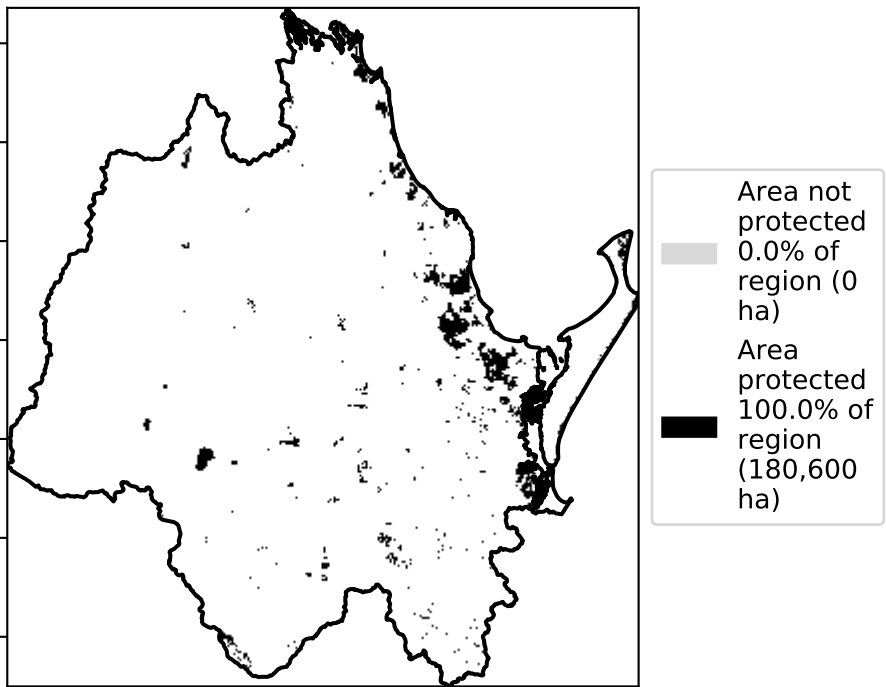 Area not
protected
0.0% of
region (0
ha)
Area
protected
100.0% of
region
(180,600
ha)